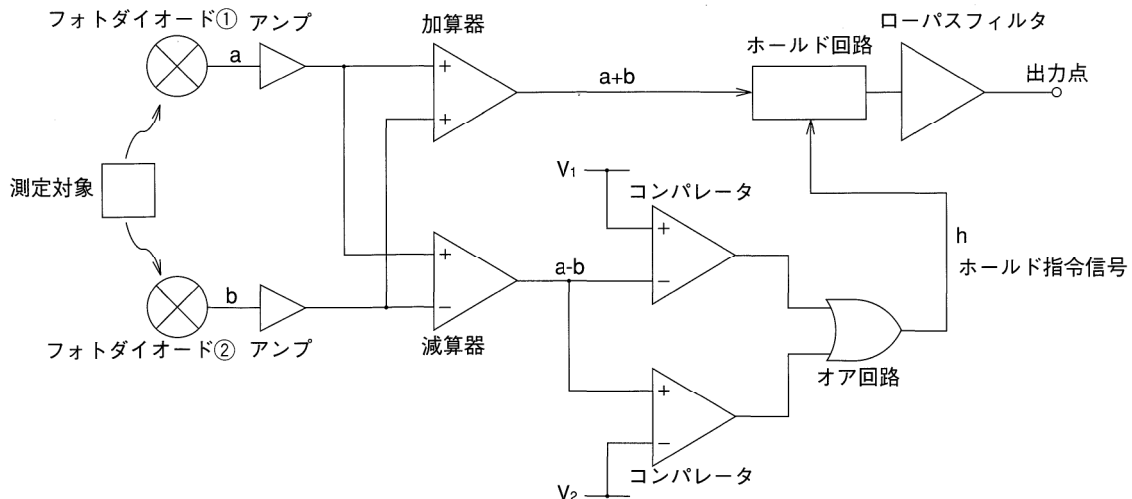 フォトダイオード①
アンプ
加算器
ローパスフィルタ
ホールド回路
a
a+b
出力点
+
+
測定対象
V₁
コンパレータ
+
−
h
ホールド指令信号
+
−
a-b
b
フォトダイオード②
アンプ
減算器
オア回路
+
−
コンパレータ
V₂